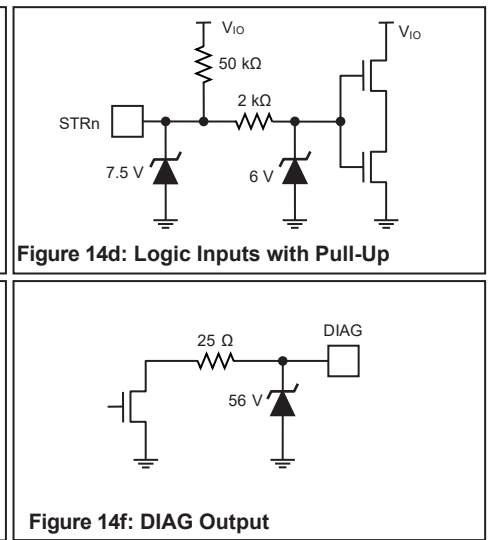 VIO
VIO
50 kΩ
2 kΩ
STRn
7.5 V
6 V
Figure 14d: Logic Inputs with Pull-Up
25 Ω
DIAG
56 V
Figure 14f: DIAG Output